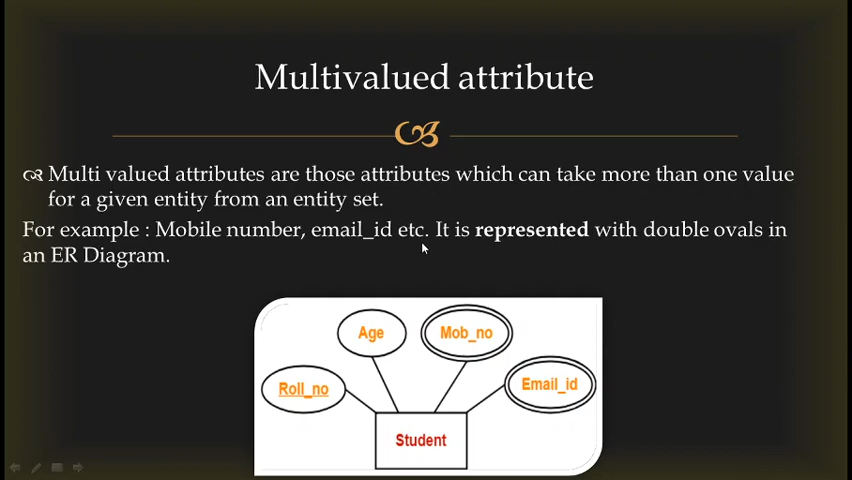 Multivalued attribute
Multi valued attributes are those attributes which can take more than one value
for a given entity from an entity set.
For example : Mobile number, email_id etc. It is represented with double ovals in
an ER Diagram.
Age
Mob_no
Roll_no
Email_id
Student